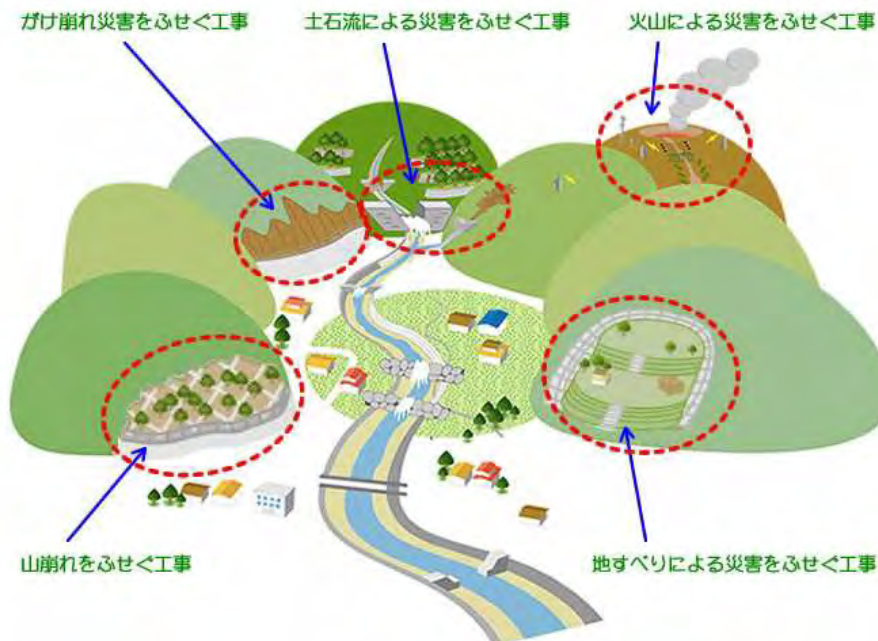 がけ崩れ災害をふせぐ工事
土石流による災害をふせぐ工事
火山による災害をふせぐ工事
山崩れをふせぐ工事
地すべりによる災害をふせぐ工事